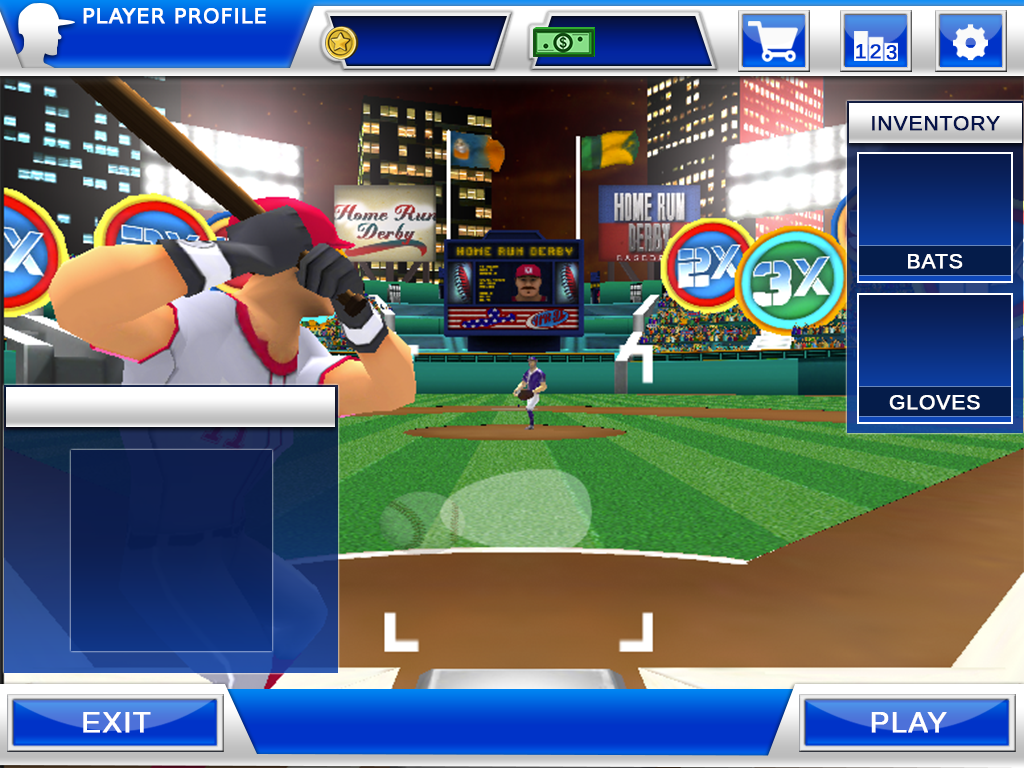 PLAYER PROFILE
123
INVENTORY
Home Run
Derby
HOME RUN
DERBY
HOME RUN DERBY
2X
3X
BATS
GLOVES
EXIT
PLAY